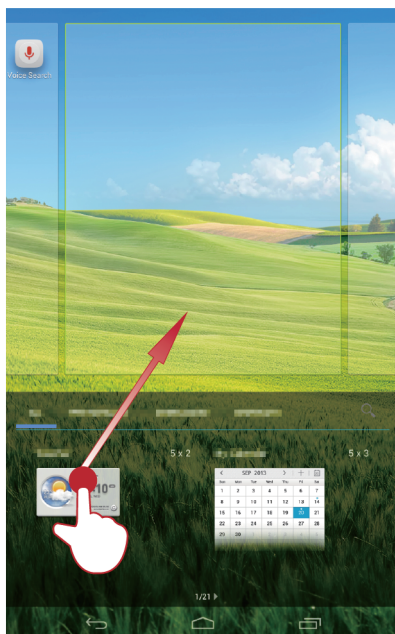 Voice Search
5 x 2
5 x 3
10°
SEP 2013
Sun Mon Tue Wed Thu Fri Sat
1 2 3 4 5 6 7
8 9 10 11 12 13 14
15 16 17 18 19 20 21
22 23 24 25 26 27 28
29 30
1/21